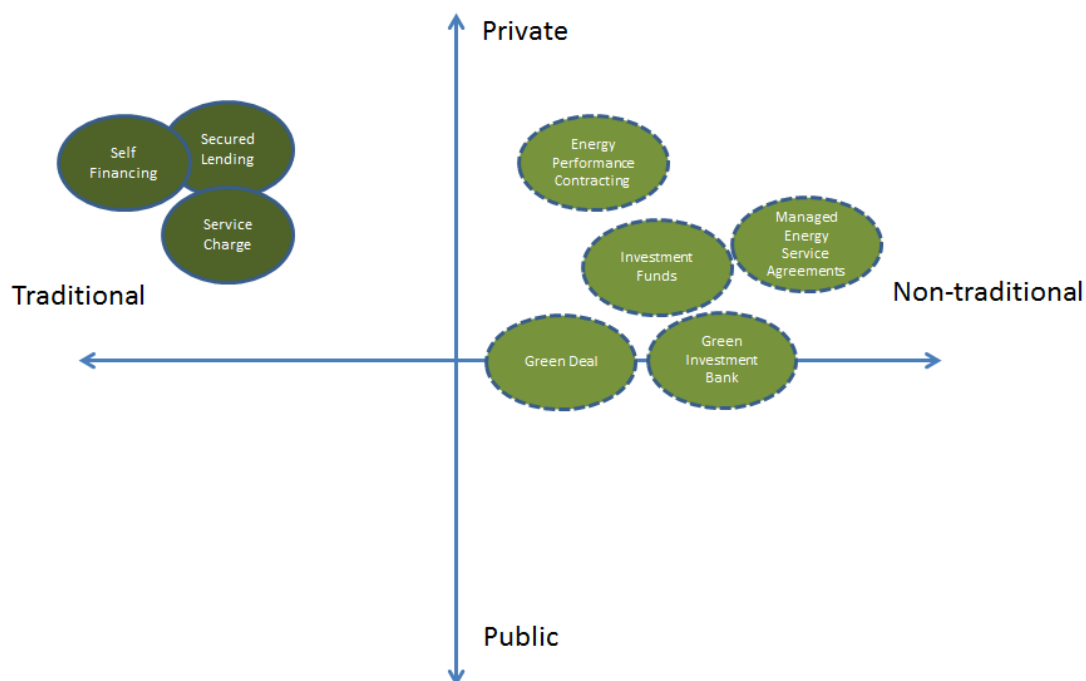 Private
Self
Financing
Secured
Lending
Service
Charge
Energy
Performance
Contracting
Managed
Energy
Service
Agreements
Investment
Funds
Traditional
Non-traditional
Green Deal
Green
Investment
Bank
Public